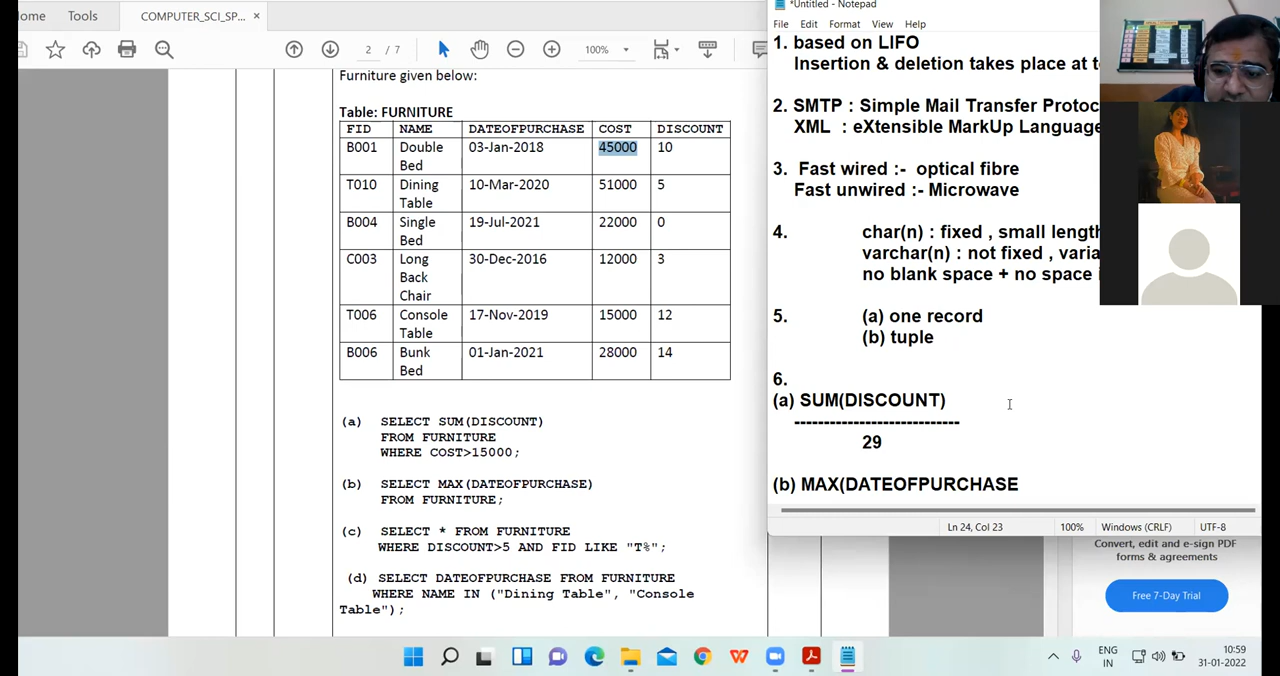 ome
Tools
COMPUTER_SCI_SP... ×
2 / 7
100%
Furniture given below:
Table: FURNITURE
FID NAME DATEOFPURCHASE COST DISCOUNT
B001 Double Bed 03-Jan-2018 45000 10
T010 Dining Table 10-Mar-2020 51000 5
B004 Single Bed 19-Jul-2021 22000 0
C003 Long Back Chair 30-Dec-2016 12000 3
T006 Console Table 17-Nov-2019 15000 12
B006 Bunk Bed 01-Jan-2021 28000 14
(a) SELECT SUM(DISCOUNT)
FROM FURNITURE
WHERE COST>15000;
(b) SELECT MAX(DATEOFPURCHASE)
FROM FURNITURE;
(c) SELECT * FROM FURNITURE
WHERE DISCOUNT>5 AND FID LIKE "T%";
(d) SELECT DATEOFPURCHASE FROM FURNITURE
WHERE NAME IN ("Dining Table", "Console
Table");
*Untitled - Notepad
File Edit Format View Help
1. based on LIFO
Insertion & deletion takes place at t
2. SMTP : Simple Mail Transfer Protoc
XML : eXtensible MarkUp Language
3. Fast wired :- optical fibre
Fast unwired :- Microwave
4. char(n) : fixed , small length
varchar(n) : not fixed , varia
no blank space + no space
5. (a) one record
(b) tuple
6.
(a) SUM(DISCOUNT)
----------------------------
29
(b) MAX(DATEOFPURCHASE
Ln 24, Col 23
100%
Windows (CRLF)
UTF-8
Convert, edit and e-sign PDF
forms & agreements
Free 7-Day Trial
ENG
IN
10:59
31-01-2022